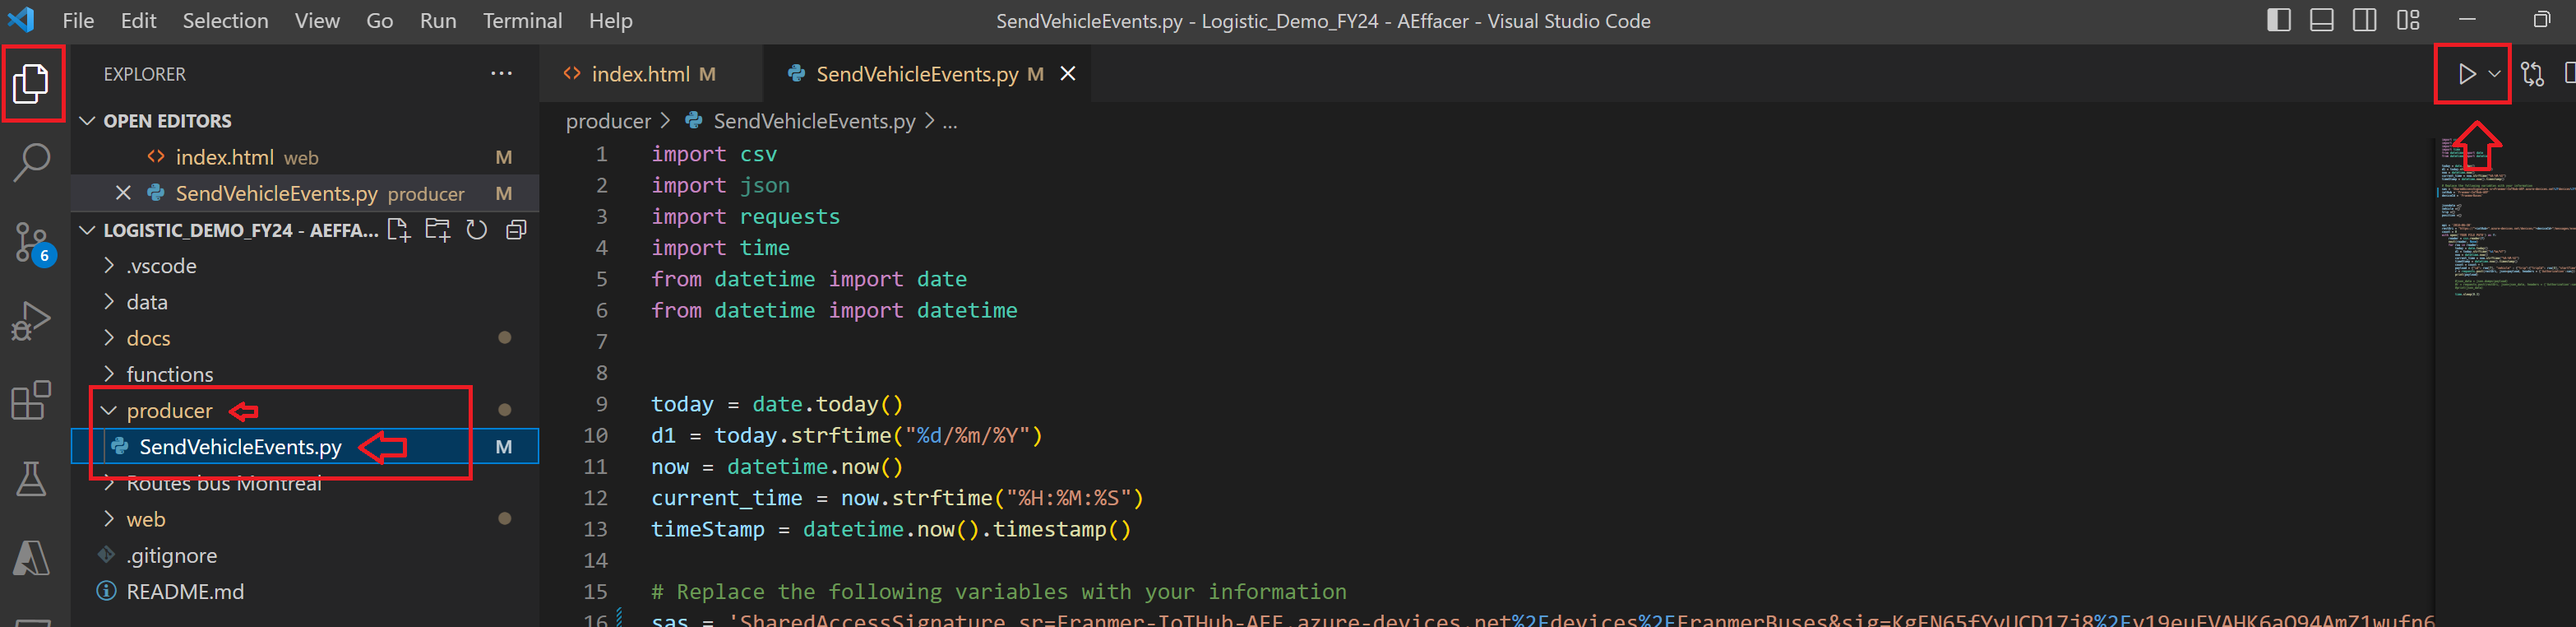 File Edit Selection View Go Run Terminal Help
SendVehicleEvents.py - Logistic_Demo_FY24 - AEffacer - Visual Studio Code
EXPLORER
OPEN EDITORS
index.html web M
SendVehicleEvents.py producer M
LOGISTIC_DEMO_FY24 - AEFFA...
.vscode
data
docs
functions
producer
SendVehicleEvents.py M
Routes bus Montreal
web
.gitignore
README.md
6
index.html M
SendVehicleEvents.py M
producer > SendVehicleEvents.py > ...
1 import csv
2 import json
3 import requests
4 import time
5 from datetime import date
6 from datetime import datetime
7
8
9 today = date.today()
10 d1 = today.strftime("%d/%m/%Y")
11 now = datetime.now()
12 current_time = now.strftime("%H:%M:%S")
13 timeStamp = datetime.now().timestamp()
14
15 # Replace the following variables with your information
16 sas = 'SharedAccessSignature sr=Franmer-IoTHub-AEF.azure-devices.net%2Fdevices%2FFranmerBuses&sig=